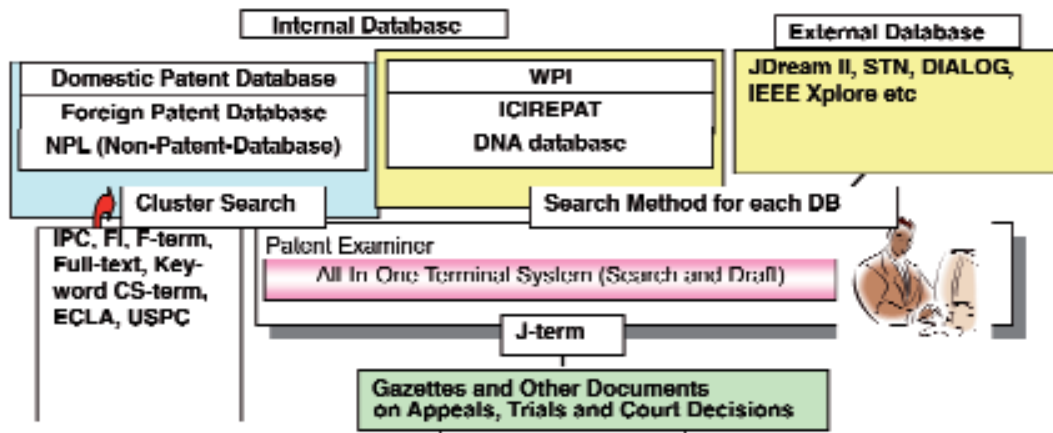 Internal Database
External Database
Domestic Patent Database
Foreign Patent Database
NPL (Non-Patent-Database)
WPI
ICIREPAT
DNA database
JDream II, STN, DIALOG,
IEEE Xplore etc
Cluster Search
Search Method for each DB
IPC, FI, F-term,
Full-text, Key-
word CS-term,
ECLA, USPC
Patent Examiner
All In One Terminal System (Search and Draft)
J-term
Gazettes and Other Documents
on Appeals, Trials and Court Decisions